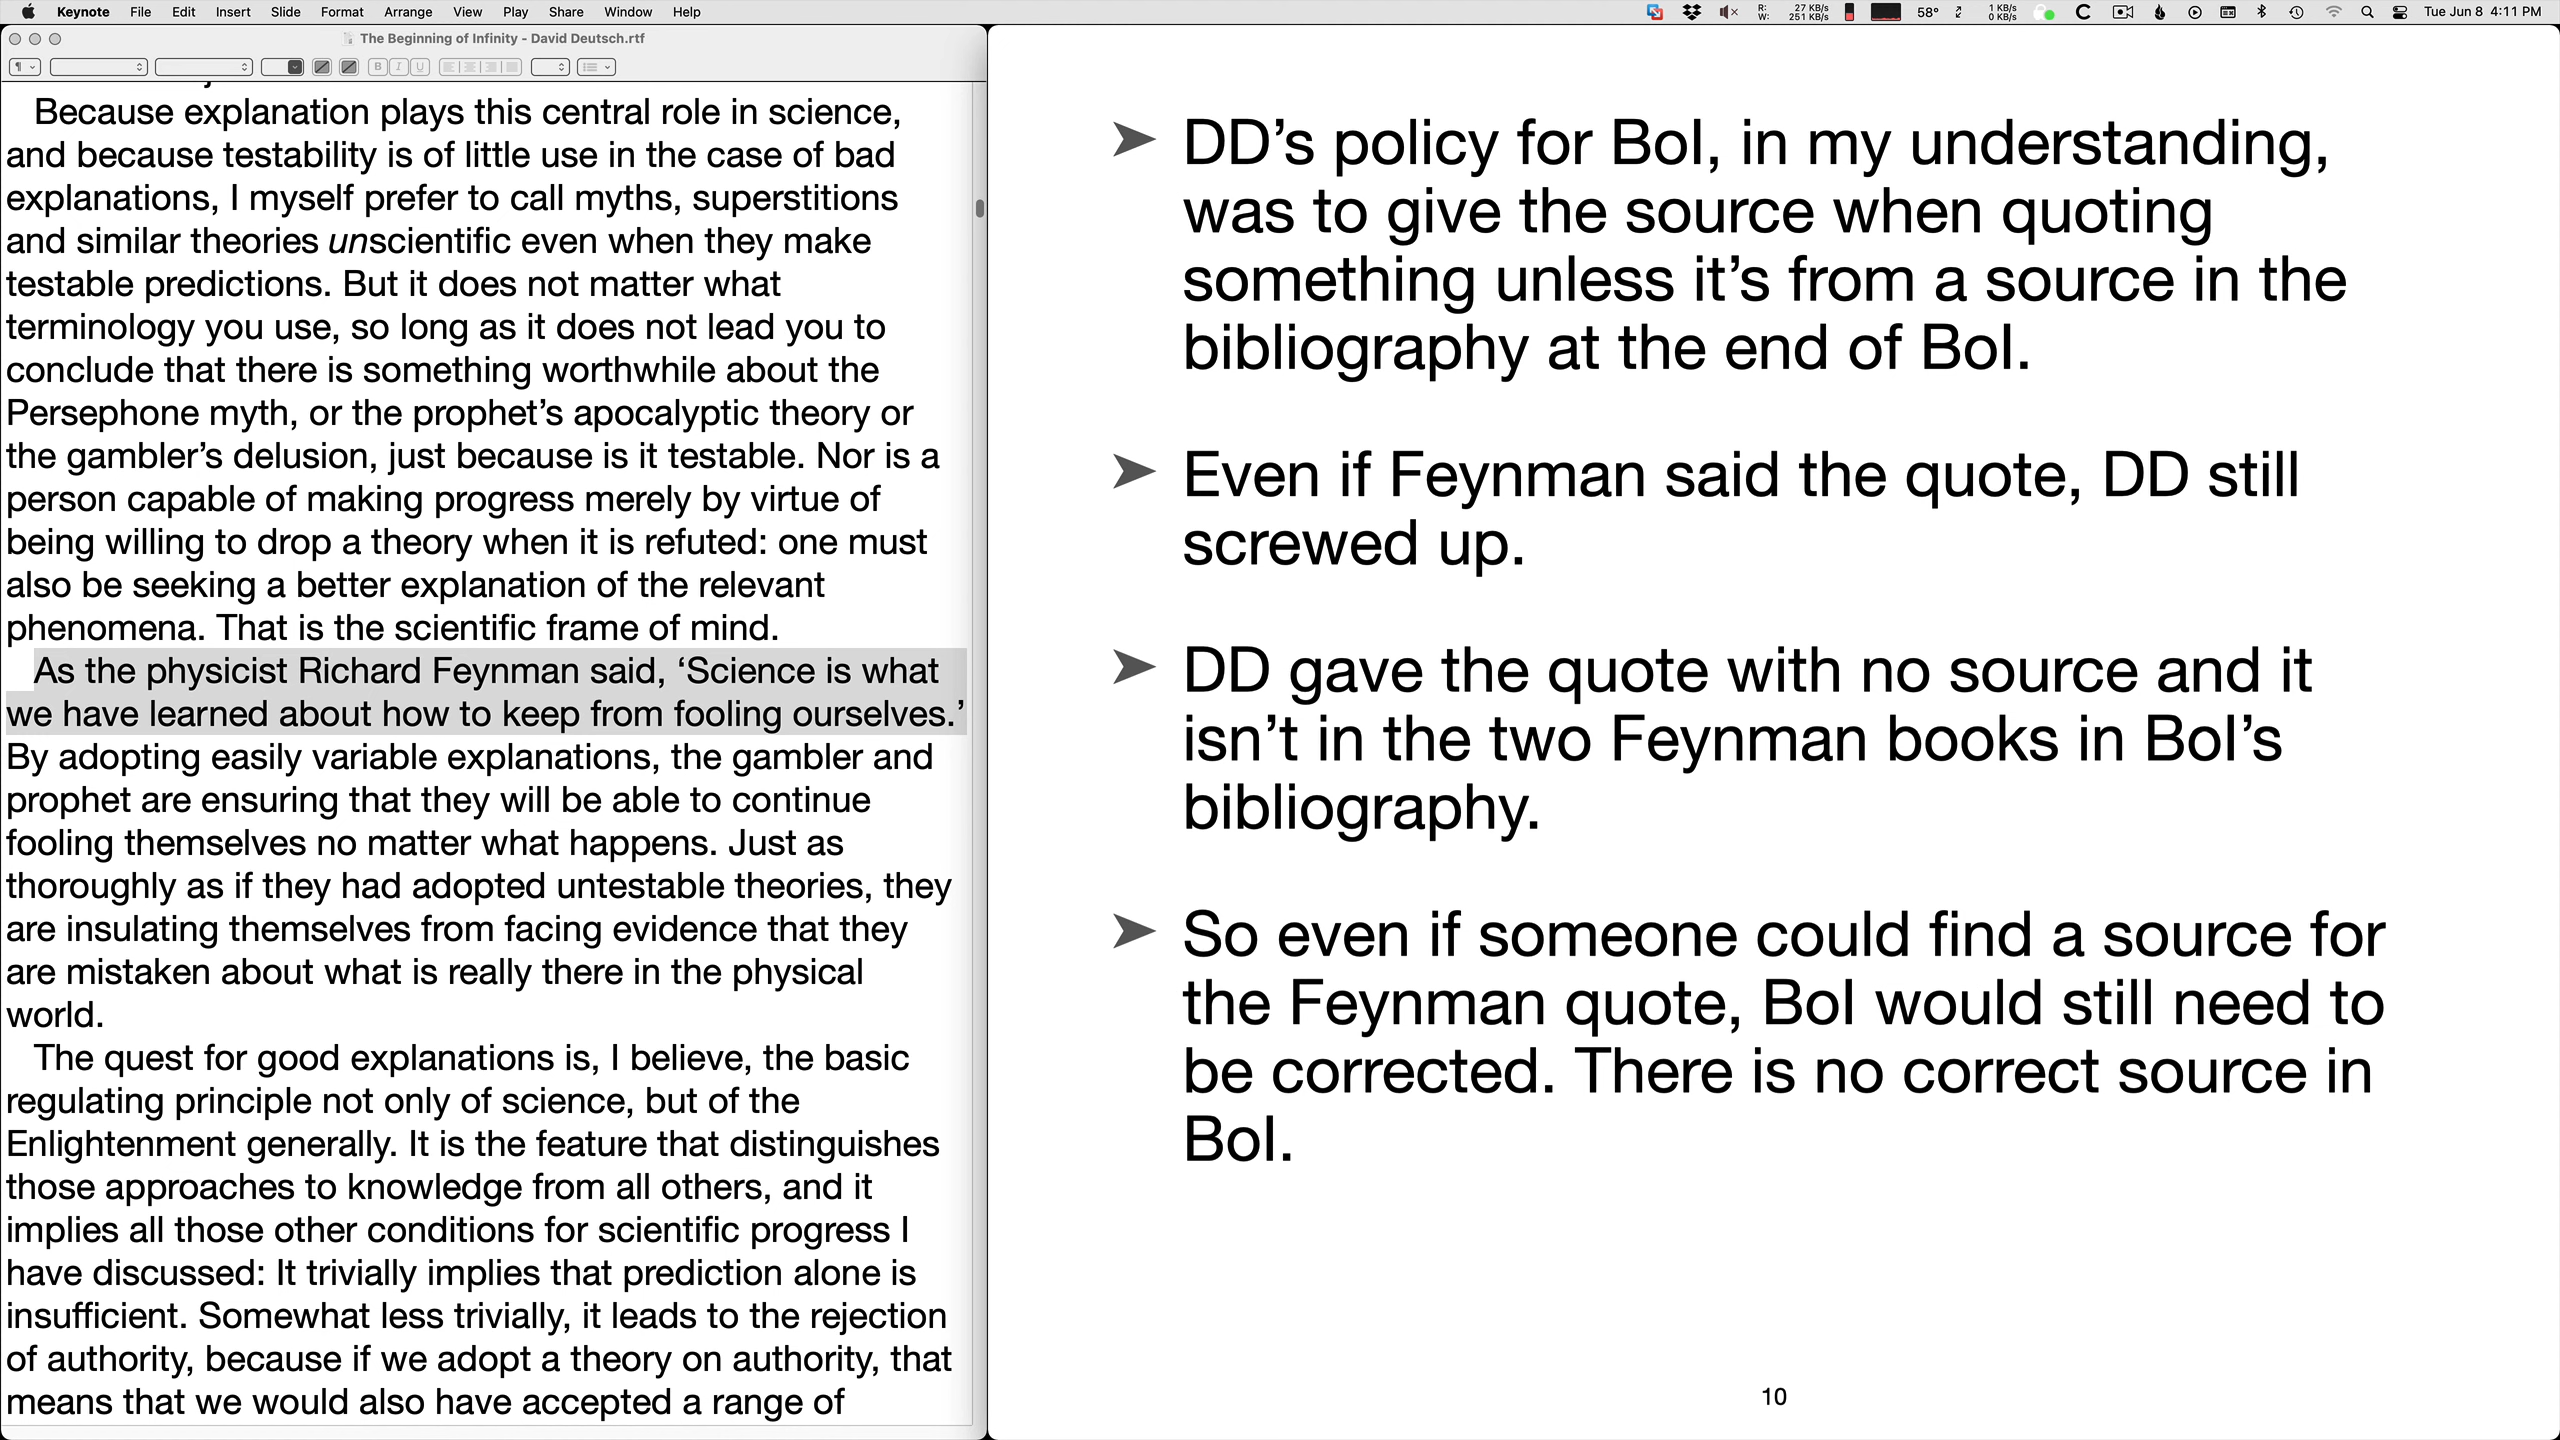 Keynote File Edit Insert Slide Format Arrange View Play Share Window Help
R: 27 KB/s
W: 251 KB/s
58°
1 KB/s
0 KB/s
Tue Jun 8 4:11 PM
The Beginning of Infinity - David Deutsch.rtf
¶
B I U
Because explanation plays this central role in science,
and because testability is of little use in the case of bad
explanations, I myself prefer to call myths, superstitions
and similar theories unscientific even when they make
testable predictions. But it does not matter what
terminology you use, so long as it does not lead you to
conclude that there is something worthwhile about the
Persephone myth, or the prophet’s apocalyptic theory or
the gambler’s delusion, just because is it testable. Nor is a
person capable of making progress merely by virtue of
being willing to drop a theory when it is refuted: one must
also be seeking a better explanation of the relevant
phenomena. That is the scientific frame of mind.
As the physicist Richard Feynman said, ‘Science is what
we have learned about how to keep from fooling ourselves.’
By adopting easily variable explanations, the gambler and
prophet are ensuring that they will be able to continue
fooling themselves no matter what happens. Just as
thoroughly as if they had adopted untestable theories, they
are insulating themselves from facing evidence that they
are mistaken about what is really there in the physical
world.
The quest for good explanations is, I believe, the basic
regulating principle not only of science, but of the
Enlightenment generally. It is the feature that distinguishes
those approaches to knowledge from all others, and it
implies all those other conditions for scientific progress I
have discussed: It trivially implies that prediction alone is
insufficient. Somewhat less trivially, it leads to the rejection
of authority, because if we adopt a theory on authority, that
means that we would also have accepted a range of
➤ DD’s policy for BoI, in my understanding,
was to give the source when quoting
something unless it’s from a source in the
bibliography at the end of BoI.
➤ Even if Feynman said the quote, DD still
screwed up.
➤ DD gave the quote with no source and it
isn’t in the two Feynman books in BoI’s
bibliography.
➤ So even if someone could find a source for
the Feynman quote, BoI would still need to
be corrected. There is no correct source in
BoI.
10